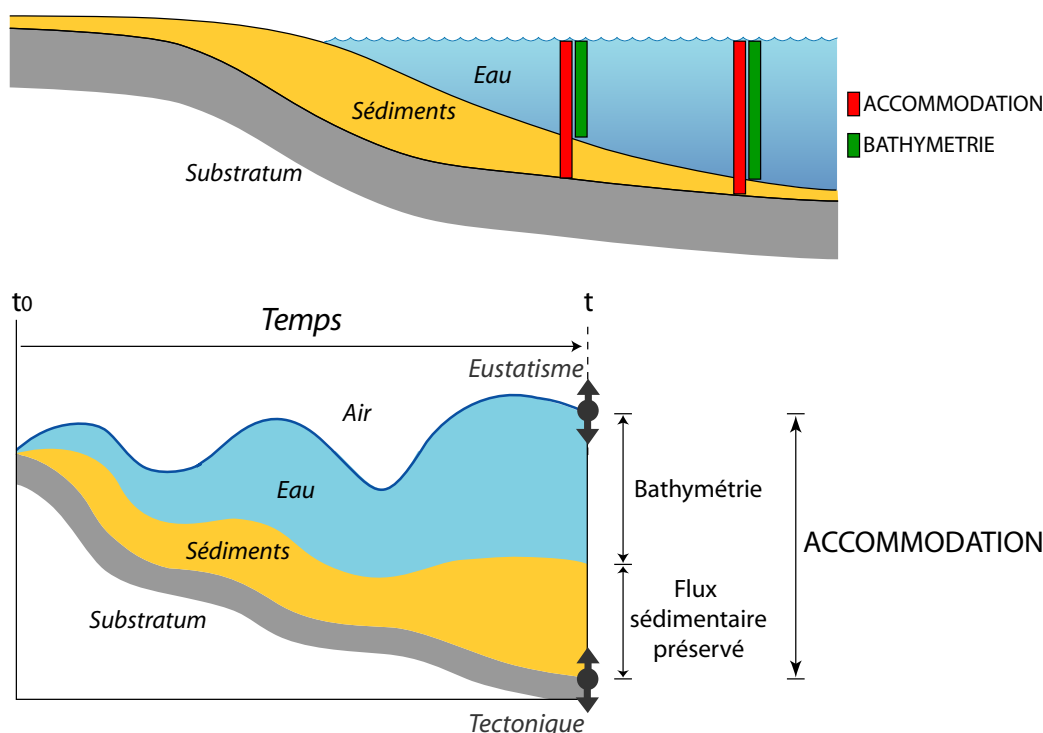 Eau
Sédiments
Substratum
ACCOMMODATION
BATHYMETRIE
t0
t
Temps
Eustatisme
Air
Eau
Bathymétrie
ACCOMMODATION
Sédiments
Flux
sédimentaire
préservé
Substratum
Tectonique